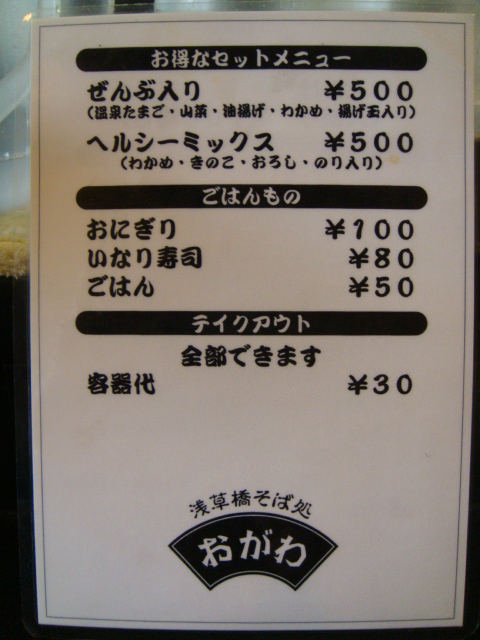 お得なセットメニュー
ぜんぶ入り ￥500
(温泉たまご・山菜・油揚げ・わかめ・揚げ玉入り)
ヘルシーミックス ￥500
(わかめ・きのこ・おろし・のり入り)
ごはんもの
おにぎり ￥100
いなり寿司 ￥80
ごはん ￥50
テイクアウト
全部できます
容器代 ￥30
浅草橋そば処
おがわ